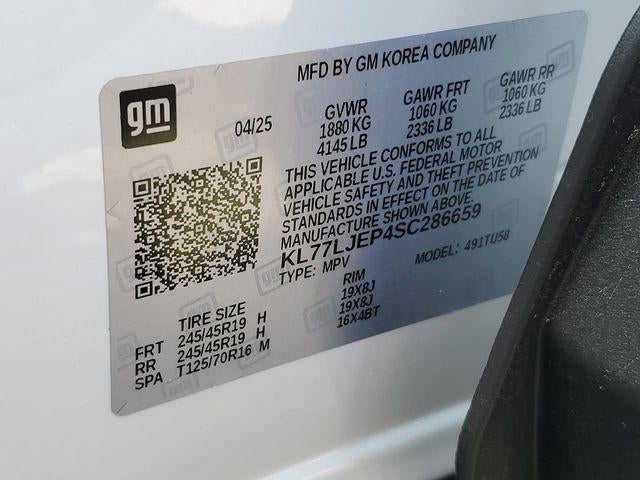 MFD BY GM KOREA COMPANY
gm
04/25
GVWR
1880 KG
4145 LB
GAWR FRT
1060 KG
2336 LB
GAWR RR
1060 KG
2336 LB
THIS VEHICLE CONFORMS TO ALL
APPLICABLE U.S. FEDERAL MOTOR
VEHICLE SAFETY AND THEFT PREVENTION
STANDARDS IN EFFECT ON THE DATE OF
MANUFACTURE SHOWN ABOVE.
KL77LJEP4SC286659
TYPE: MPV
MODEL: 491TU58
TIRE SIZE
RIM
FRT 245/45R19 H 19X8J
RR 245/45R19 H 19X8J
SPA T125/70R16 M 16X4BT